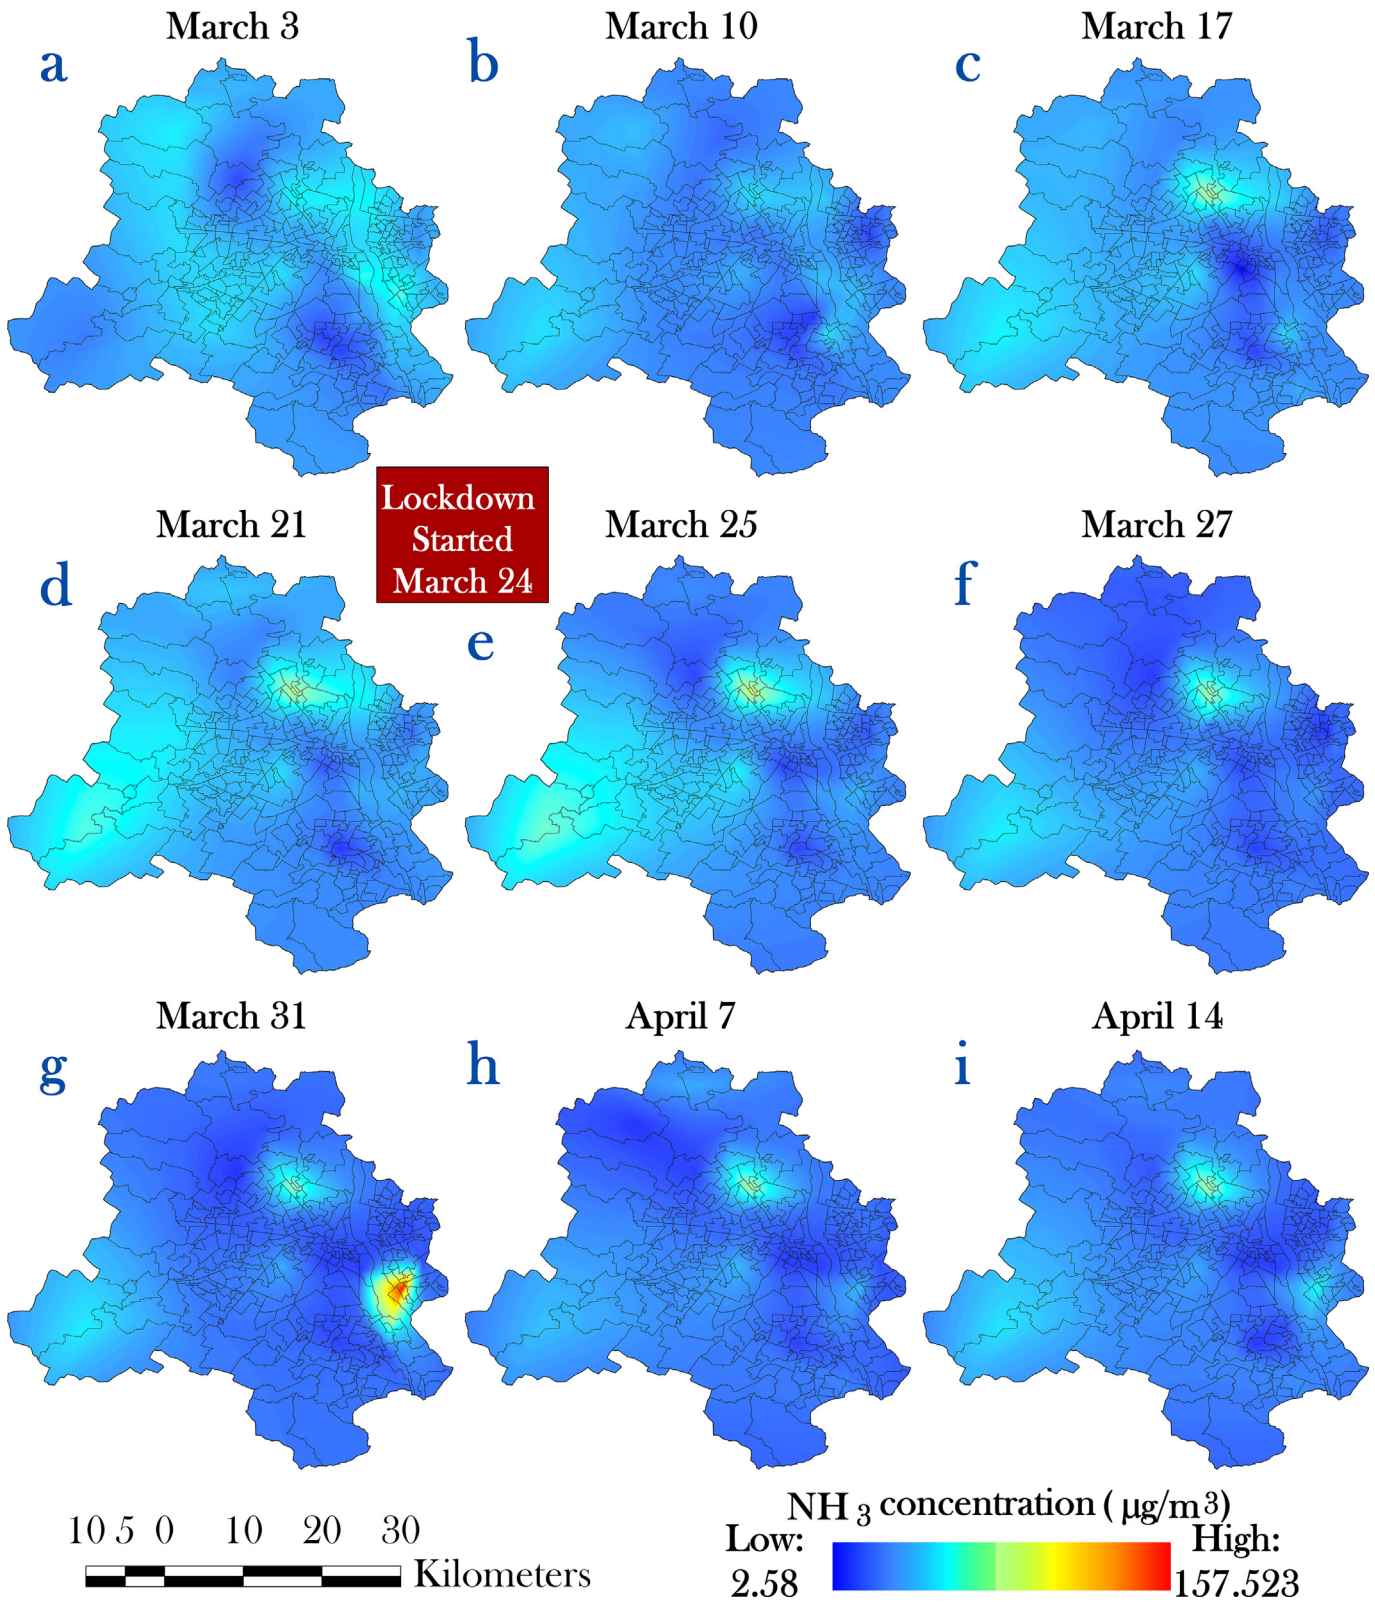 March 3
March 10
March 17
a
b
c
Lockdown
Started
March 24
March 21
March 25
March 27
d
e
f
March 31
April 7
April 14
g
h
i
NH 3 concentration ( µg/m3)
10 5 0 10 20 30
Kilometers
Low:
2.58
High:
157.523